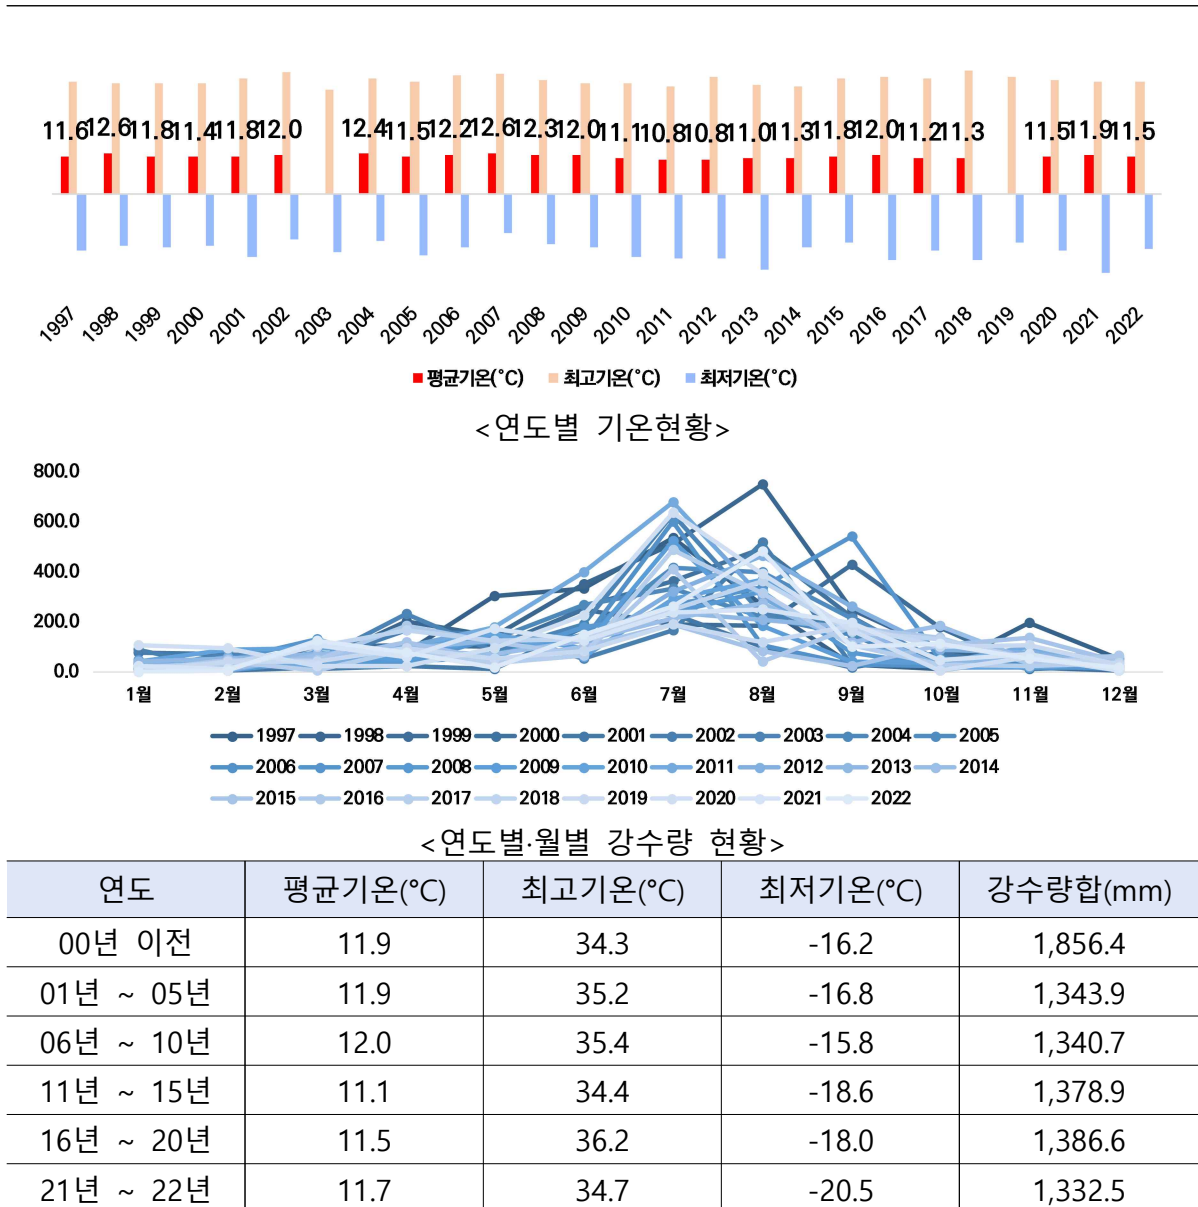 11.6 12.6 11.8 11.4 11.8 12.0 12.4 11.5 12.2 12.6 12.3 12.0 11.1 10.8 10.8 11.0 11.3 11.8 12.0 11.2 11.3 11.5 11.9 11.5
1997 1998 1999 2000 2001 2002 2003 2004 2005 2006 2007 2008 2009 2010 2011 2012 2013 2014 2015 2016 2017 2018 2019 2020 2021 2022
평균기온(°C) 최고기온(°C) 최저기온(°C)
<연도별 기온현황>
800.0
600.0
400.0
200.0
0.0
1월 2월 3월 4월 5월 6월 7월 8월 9월 10월 11월 12월
1997 1998 1999 2000 2001 2002 2003 2004 2005
2006 2007 2008 2009 2010 2011 2012 2013 2014
2015 2016 2017 2018 2019 2020 2021 2022
<연도별·월별 강수량 현황>
연도 평균기온(°C) 최고기온(°C) 최저기온(°C) 강수량합(mm)
00년 이전 11.9 34.3 -16.2 1,856.4
01년 ~ 05년 11.9 35.2 -16.8 1,343.9
06년 ~ 10년 12.0 35.4 -15.8 1,340.7
11년 ~ 15년 11.1 34.4 -18.6 1,378.9
16년 ~ 20년 11.5 36.2 -18.0 1,386.6
21년 ~ 22년 11.7 34.7 -20.5 1,332.5